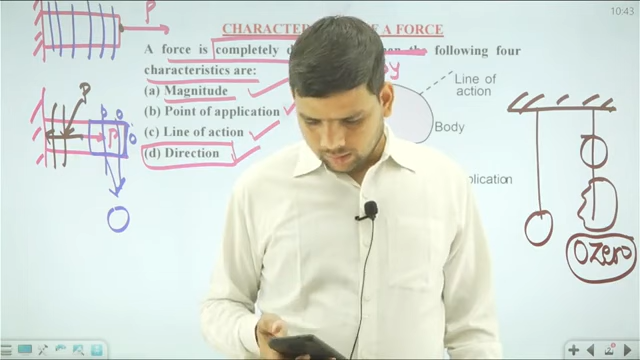 10:43
P
CHARACTER F A FORCE
A force is completely d following four
characteristics are:
by
(a) Magnitude
(b) Point of application
(c) Line of action
(d) Direction
Line of
action
Body
plication
P
P
O zero